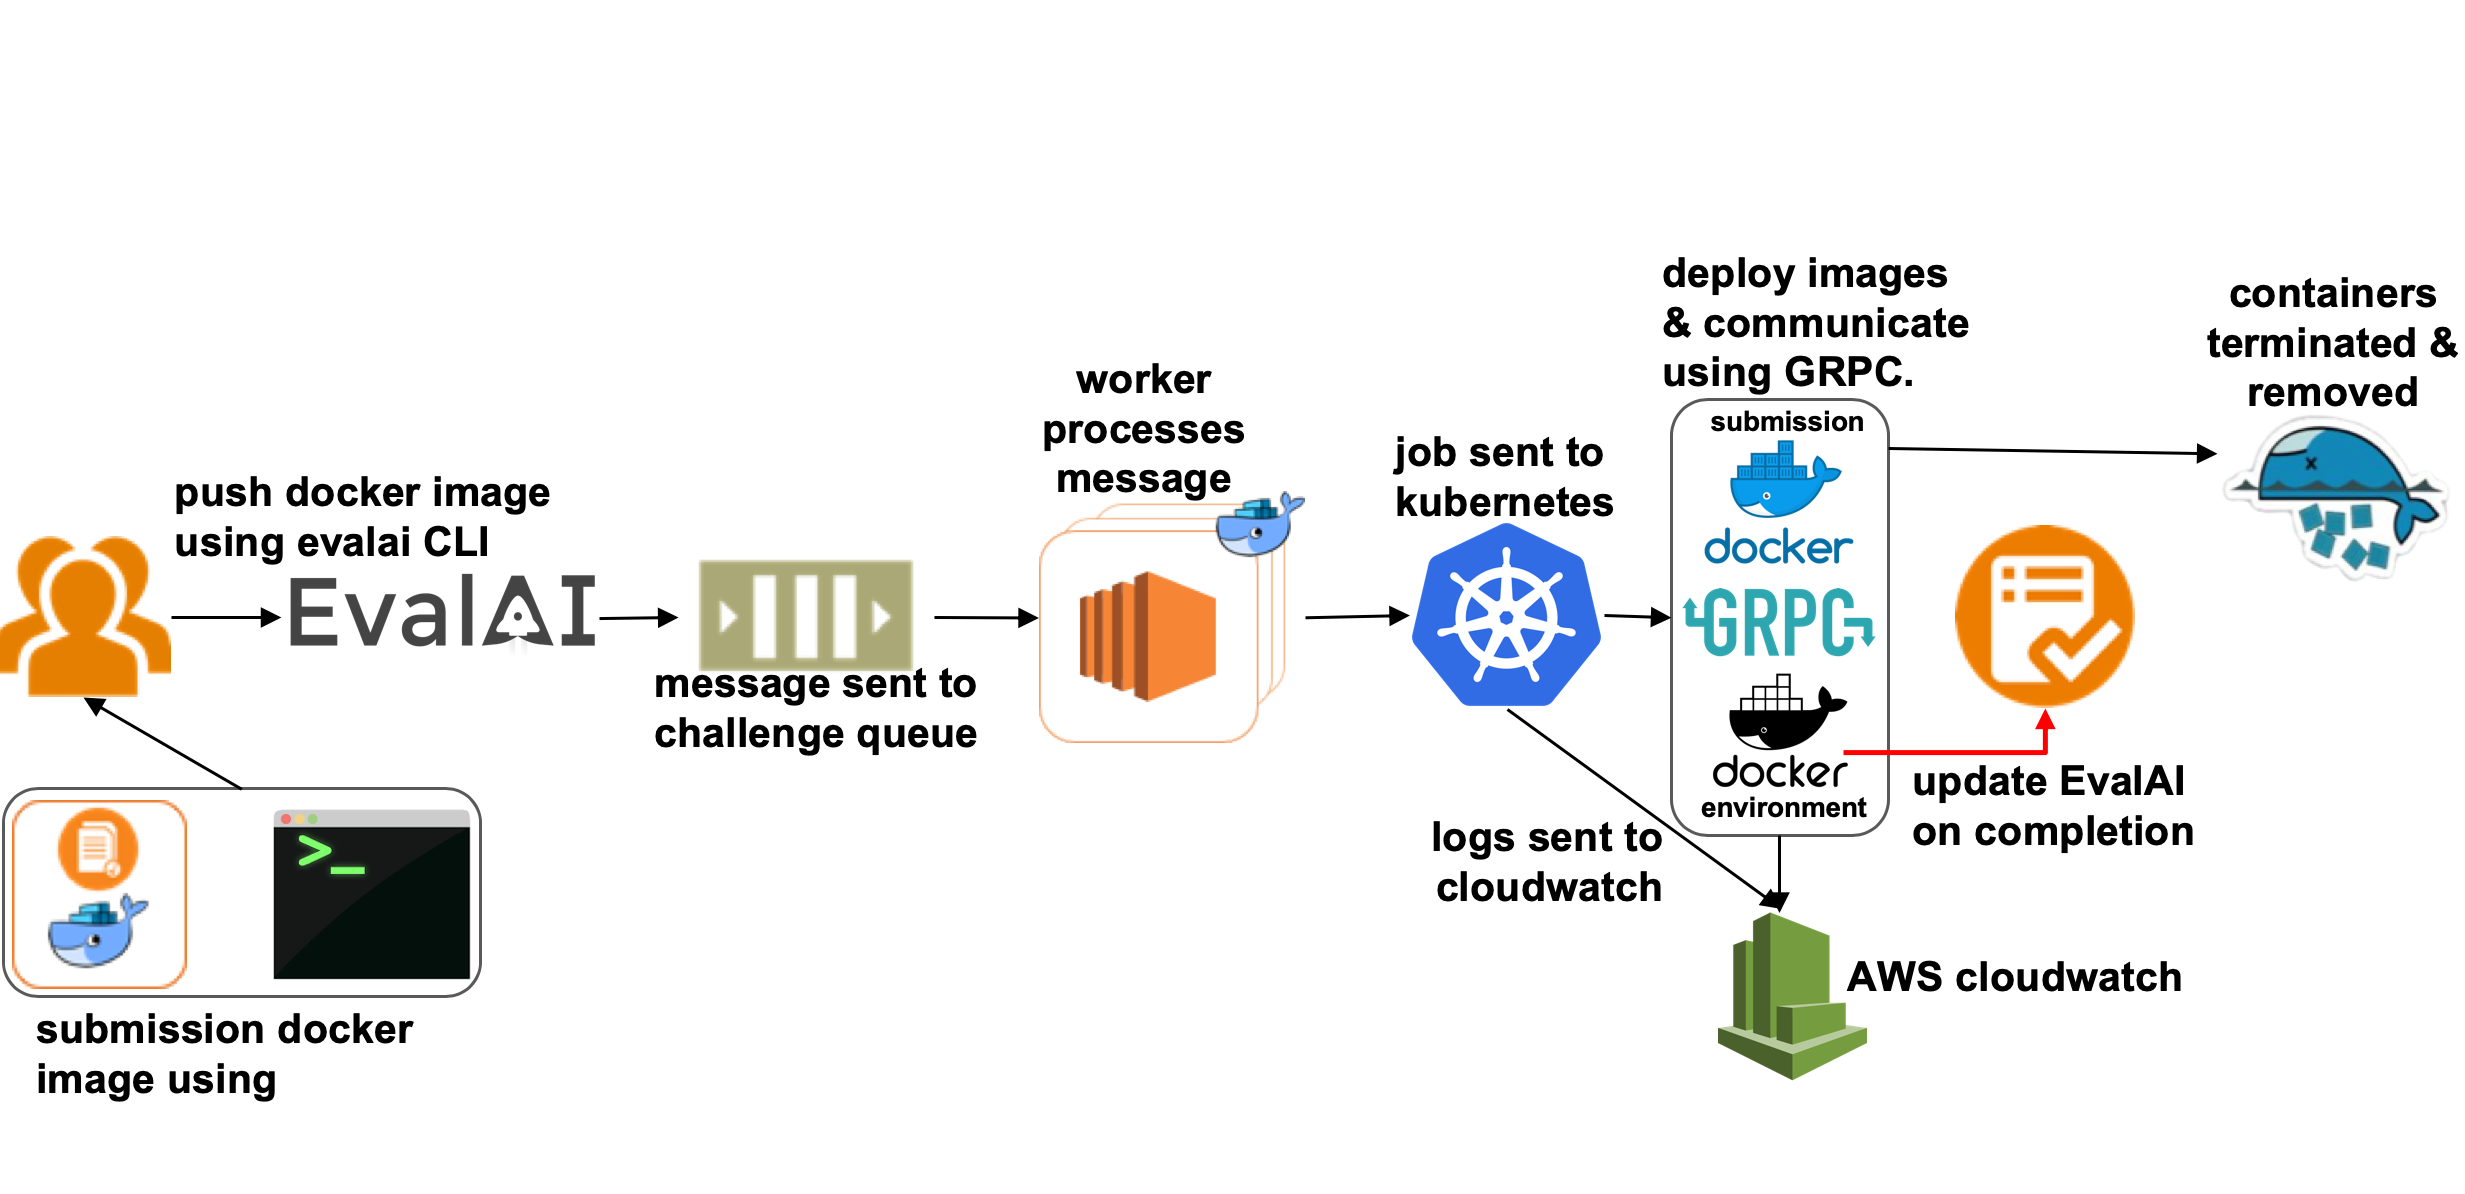 push docker image
using evalai CLI
EvalAI
message sent to
challenge queue
worker
processes
message
job sent to
kubernetes
deploy images
& communicate
using GRPC.
submission
docker
GRPC
docker
environment
containers
terminated &
removed
update EvalAI
on completion
logs sent to
cloudwatch
AWS cloudwatch
>_
submission docker
image using